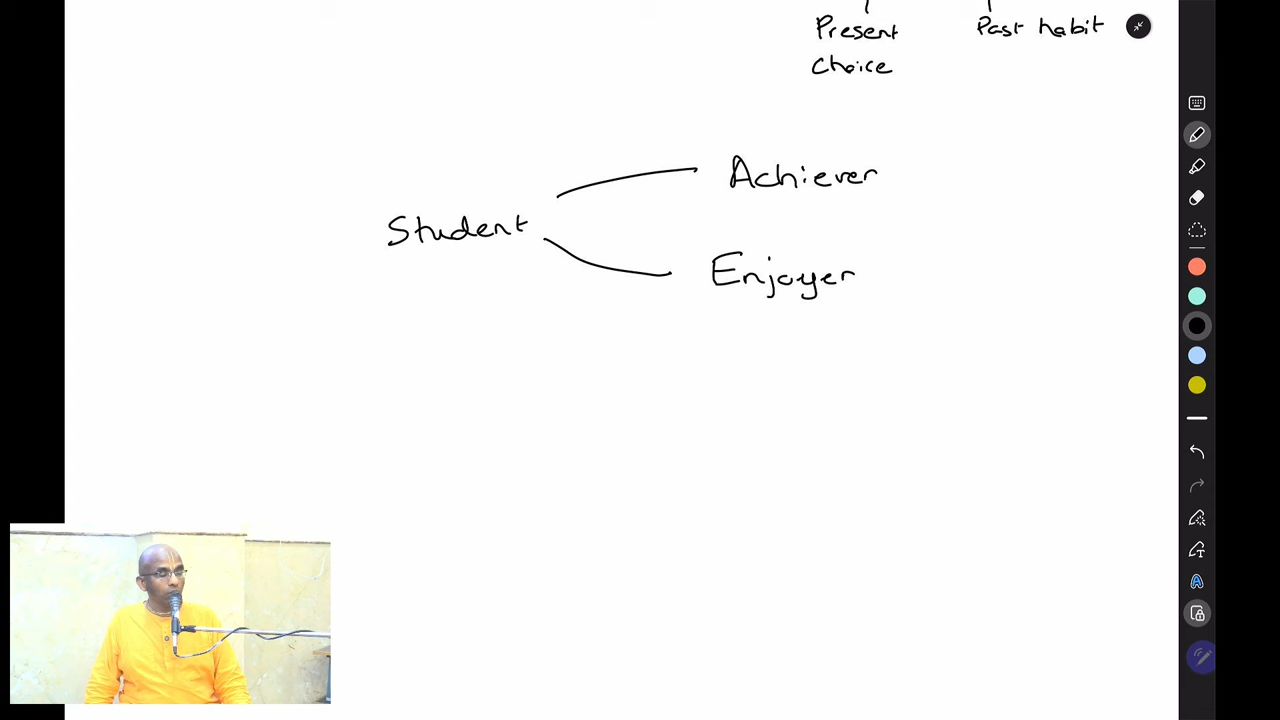 Present
Past habit
Choice
Achiever
Student
Enjoyer